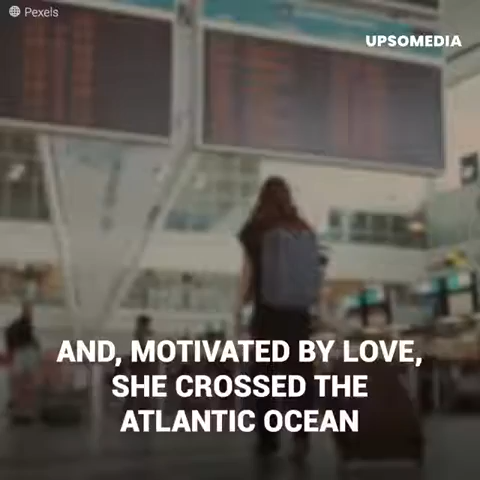 Pexels
UPSOMEDIA
AND, MOTIVATED BY LOVE,
SHE CROSSED THE
ATLANTIC OCEAN